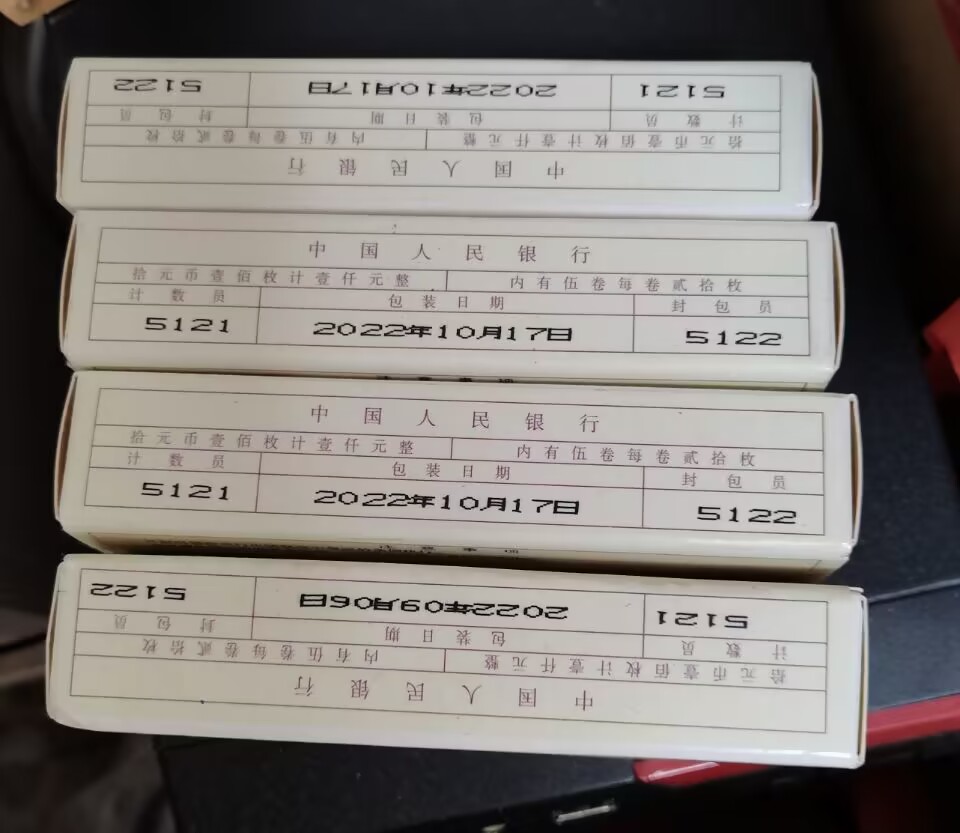 中国人民银行
拾元币壹佰枚计壹仟元整 内有伍卷每卷贰拾枚
计数员 包装日期 封包员
5121 2022年10月17日 5122
中国人民银行
拾元币壹佰枚计壹仟元整 内有伍卷每卷贰拾枚
计数员 包装日期 封包员
5121 2022年10月17日 5122
中国人民银行
拾元币壹佰枚计壹仟元整 内有伍卷每卷贰拾枚
计数员 包装日期 封包员
5121 2022年10月17日 5122
中国人民银行
拾元币壹佰枚计壹仟元整 内有伍卷每卷贰拾枚
计数员 包装日期 封包员
5121 2022年09月06日 5122